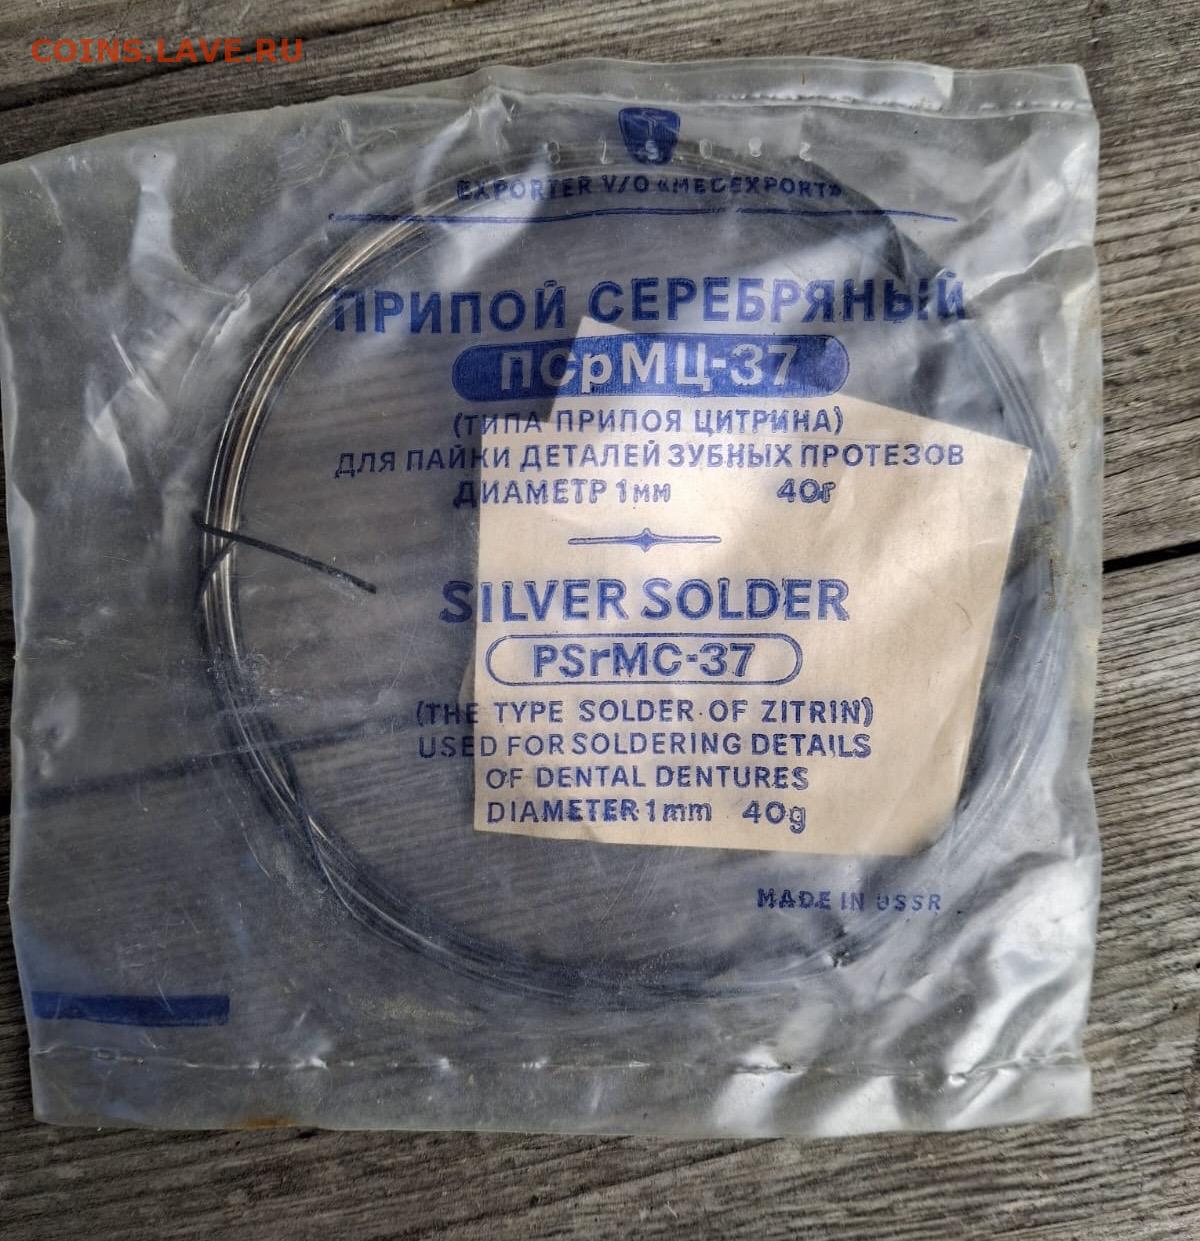 COINS.LAVE.RU
EXPORTER V/O «MEDEXPORT»
ПРИПОЙ СЕРЕБРЯНЫЙ
ПСрМЦ-37
(ТИПА ПРИПОЯ ЦИТРИНА)
ДЛЯ ПАЙКИ ДЕТАЛЕЙ ЗУБНЫХ ПРОТЕЗОВ
ДИАМЕТР 1мм 40г
SILVER SOLDER
PSrMC-37
(THE TYPE SOLDER OF ZITRIN)
USED FOR SOLDERING DETAILS
OF DENTAL DENTURES
DIAMETER 1mm 40g
MADE IN USSR